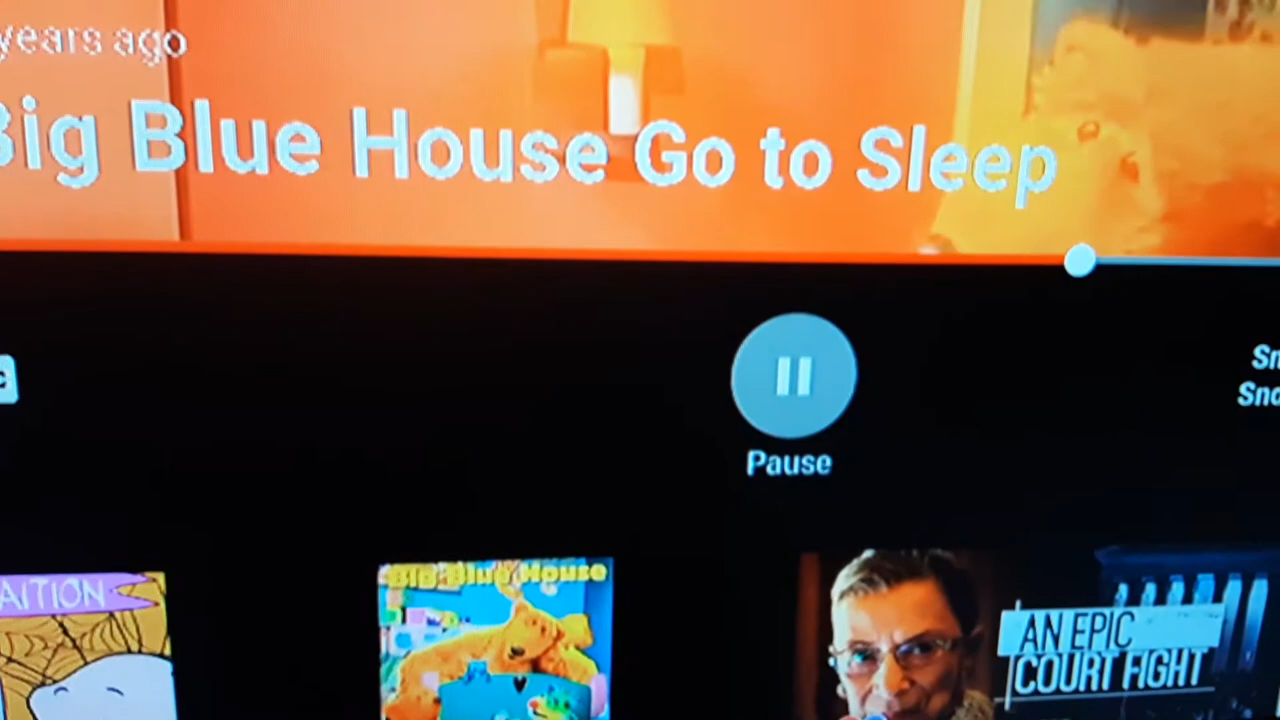 years ago
Big Blue House Go to Sleep
Pause
AITION
Big Blue House
AN EPIC
COURT FIGHT